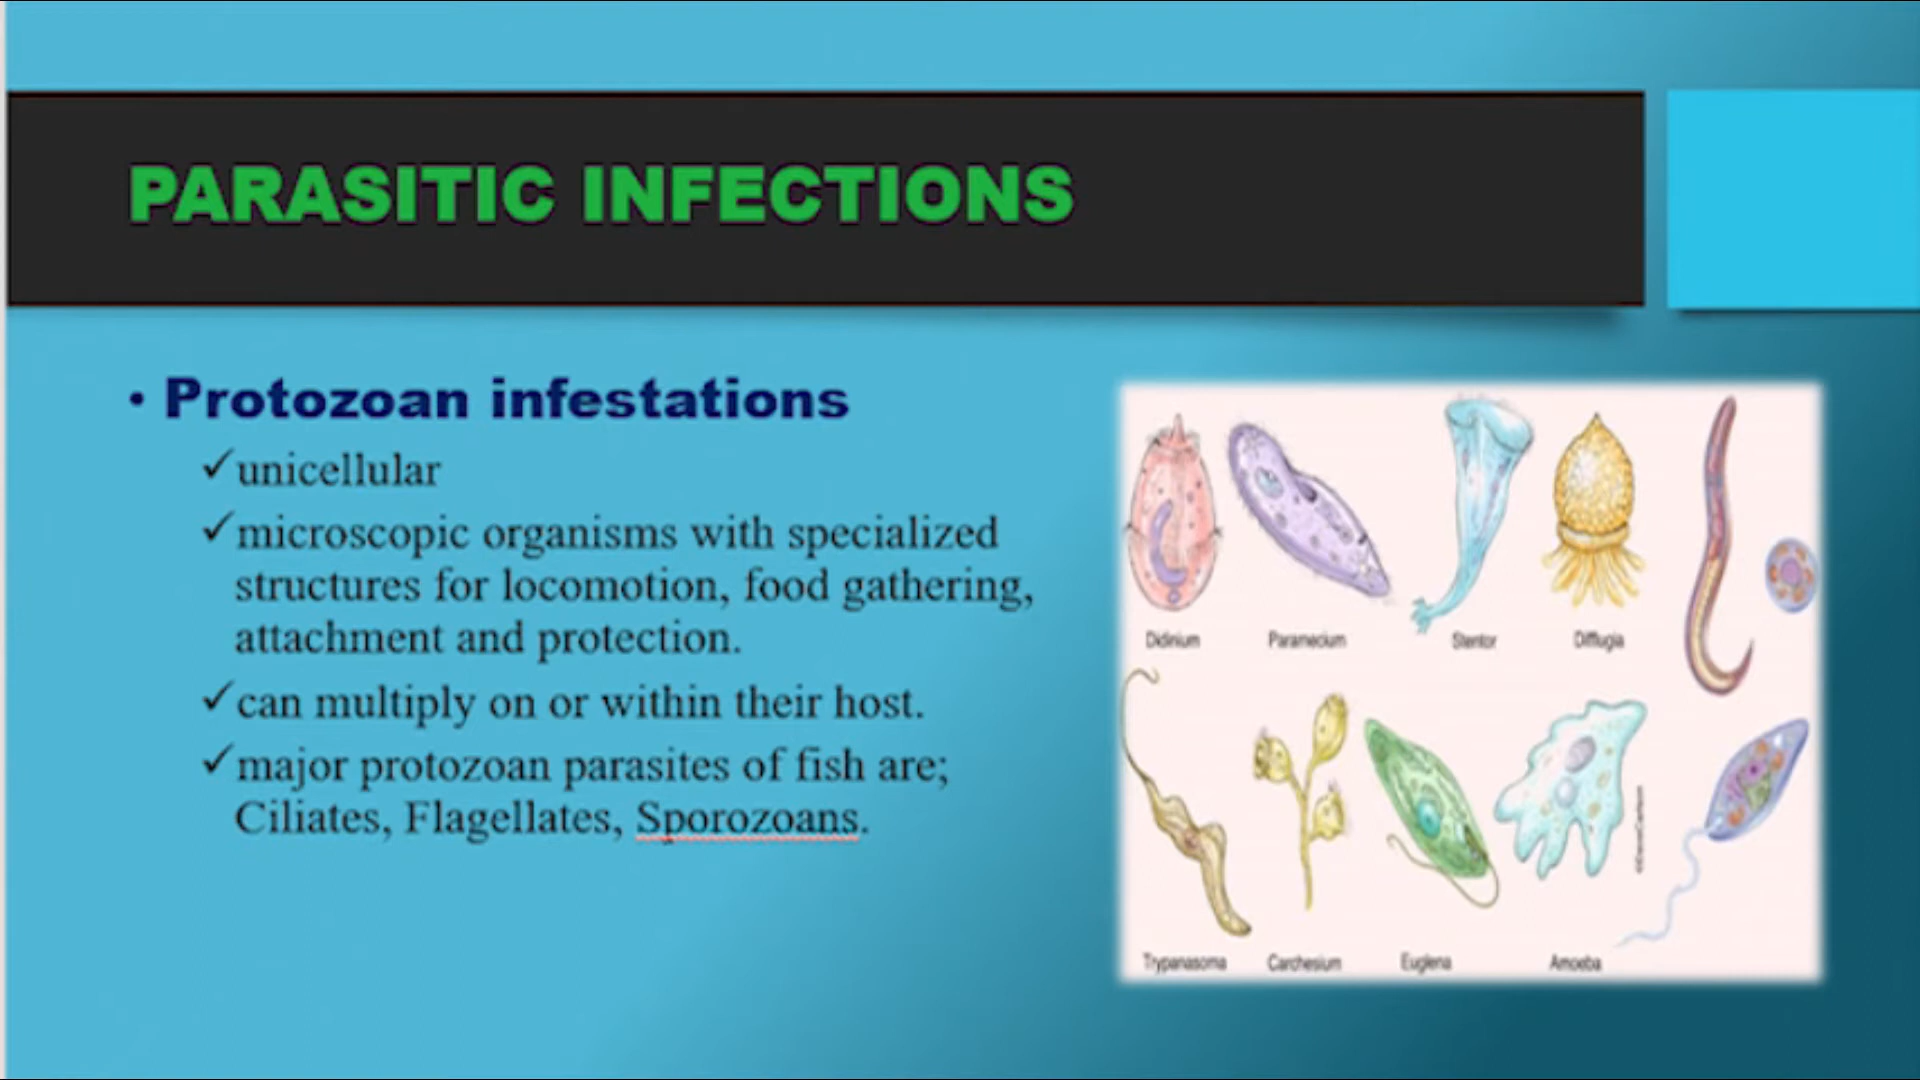 PARASITIC INFECTIONS
• Protozoan infestations
✓unicellular
✓microscopic organisms with specialized
structures for locomotion, food gathering,
attachment and protection.
✓can multiply on or within their host.
✓major protozoan parasites of fish are;
Ciliates, Flagellates, Sporozoans.
Didinium Paramecium Stentor Difflugia
Trypanasoma Carchesium Euglena Amoeba